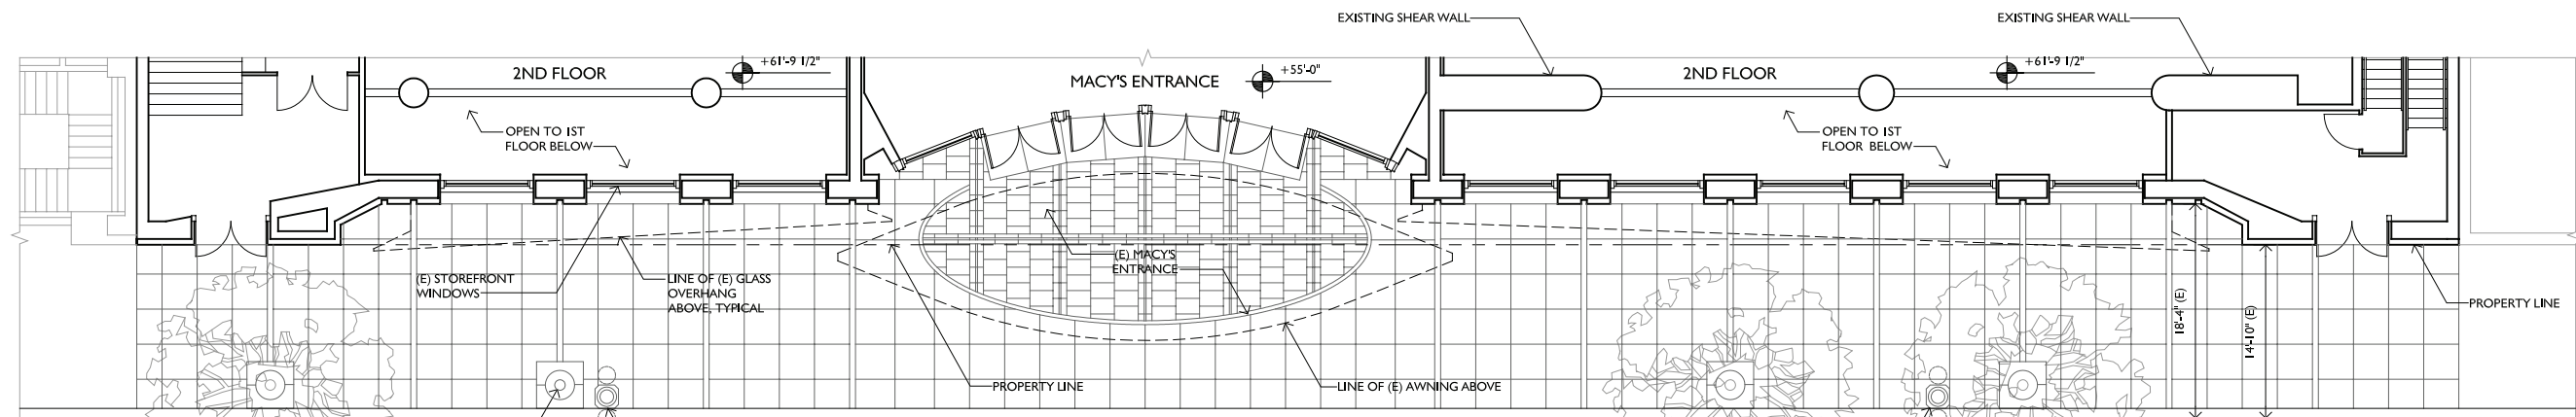 EXISTING SHEAR WALL
EXISTING SHEAR WALL
2ND FLOOR
+61'-9 1/2"
MACY'S ENTRANCE
+55'-0"
2ND FLOOR
+61'-9 1/2"
OPEN TO 1ST
FLOOR BELOW
OPEN TO 1ST
FLOOR BELOW
(E) STOREFRONT
WINDOWS
LINE OF (E) GLASS
OVERHANG
ABOVE, TYPICAL
(E) MACY'S
ENTRANCE
18'-4" (E)
14'-10" (E)
PROPERTY LINE
PROPERTY LINE
LINE OF (E) AWNING ABOVE